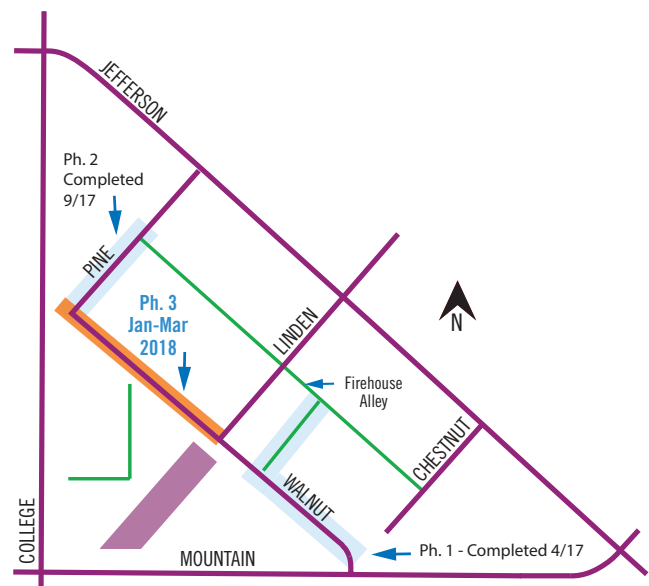 JEFFERSON
Ph. 2
Completed
9/17
PINE
Ph. 3
Jan-Mar
2018
LINDEN
N
Firehouse
Alley
CHESTNUT
WALNUT
COLLEGE
Ph. 1 - Completed 4/17
MOUNTAIN